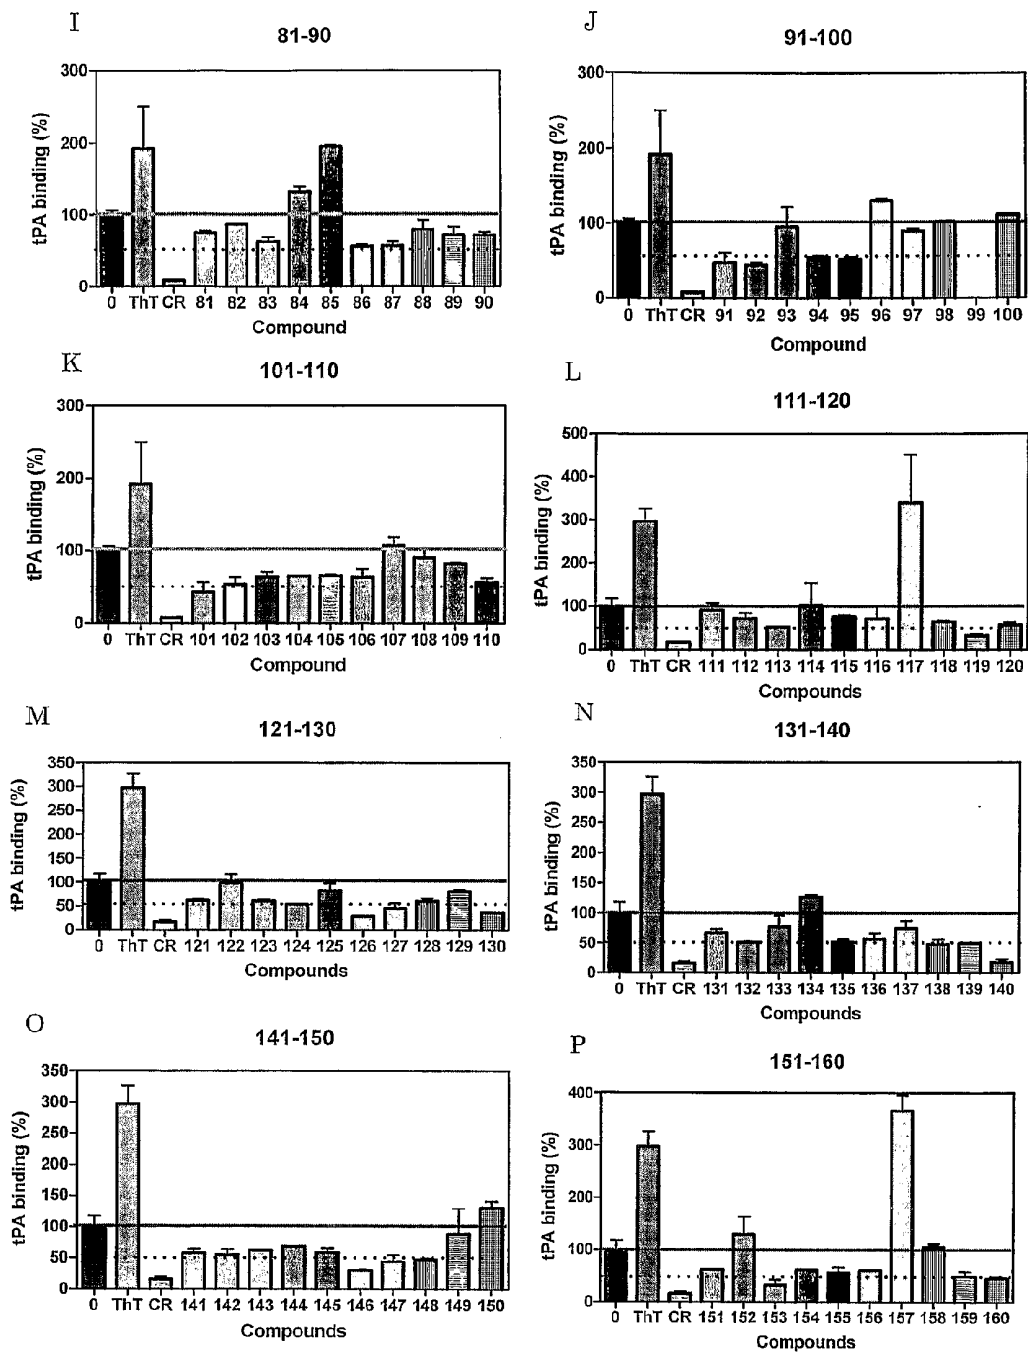 I
81-90
tPA binding (%)
300
200
100
0
0 ThT CR 81 82 83 84 85 86 87 88 89 90
Compound
J
91-100
tPA binding (%)
300
200
100
0
0 ThT CR 91 92 93 94 95 96 97 98 99 100
Compound
K
101-110
tPA binding (%)
300
200
100
0
0 ThT CR 101 102 103 104 105 106 107 108 109 110
Compound
L
111-120
tPA binding (%)
500
400
300
200
100
0
0 ThT CR 111 112 113 114 115 116 117 118 119 120
Compounds
M
121-130
tPA binding (%)
350
300
250
200
150
100
50
0
0 ThT CR 121 122 123 124 125 126 127 128 129 130
Compounds
N
131-140
tPA binding (%)
350
300
250
200
150
100
50
0
0 ThT CR 131 132 133 134 135 136 137 138 139 140
Compounds
O
141-150
tPA binding (%)
350
300
250
200
150
100
50
0
0 ThT CR 141 142 143 144 145 146 147 148 149 150
Compounds
P
151-160
tPA binding (%)
400
300
200
100
0
0 ThT CR 151 152 153 154 155 156 157 158 159 160
Compounds